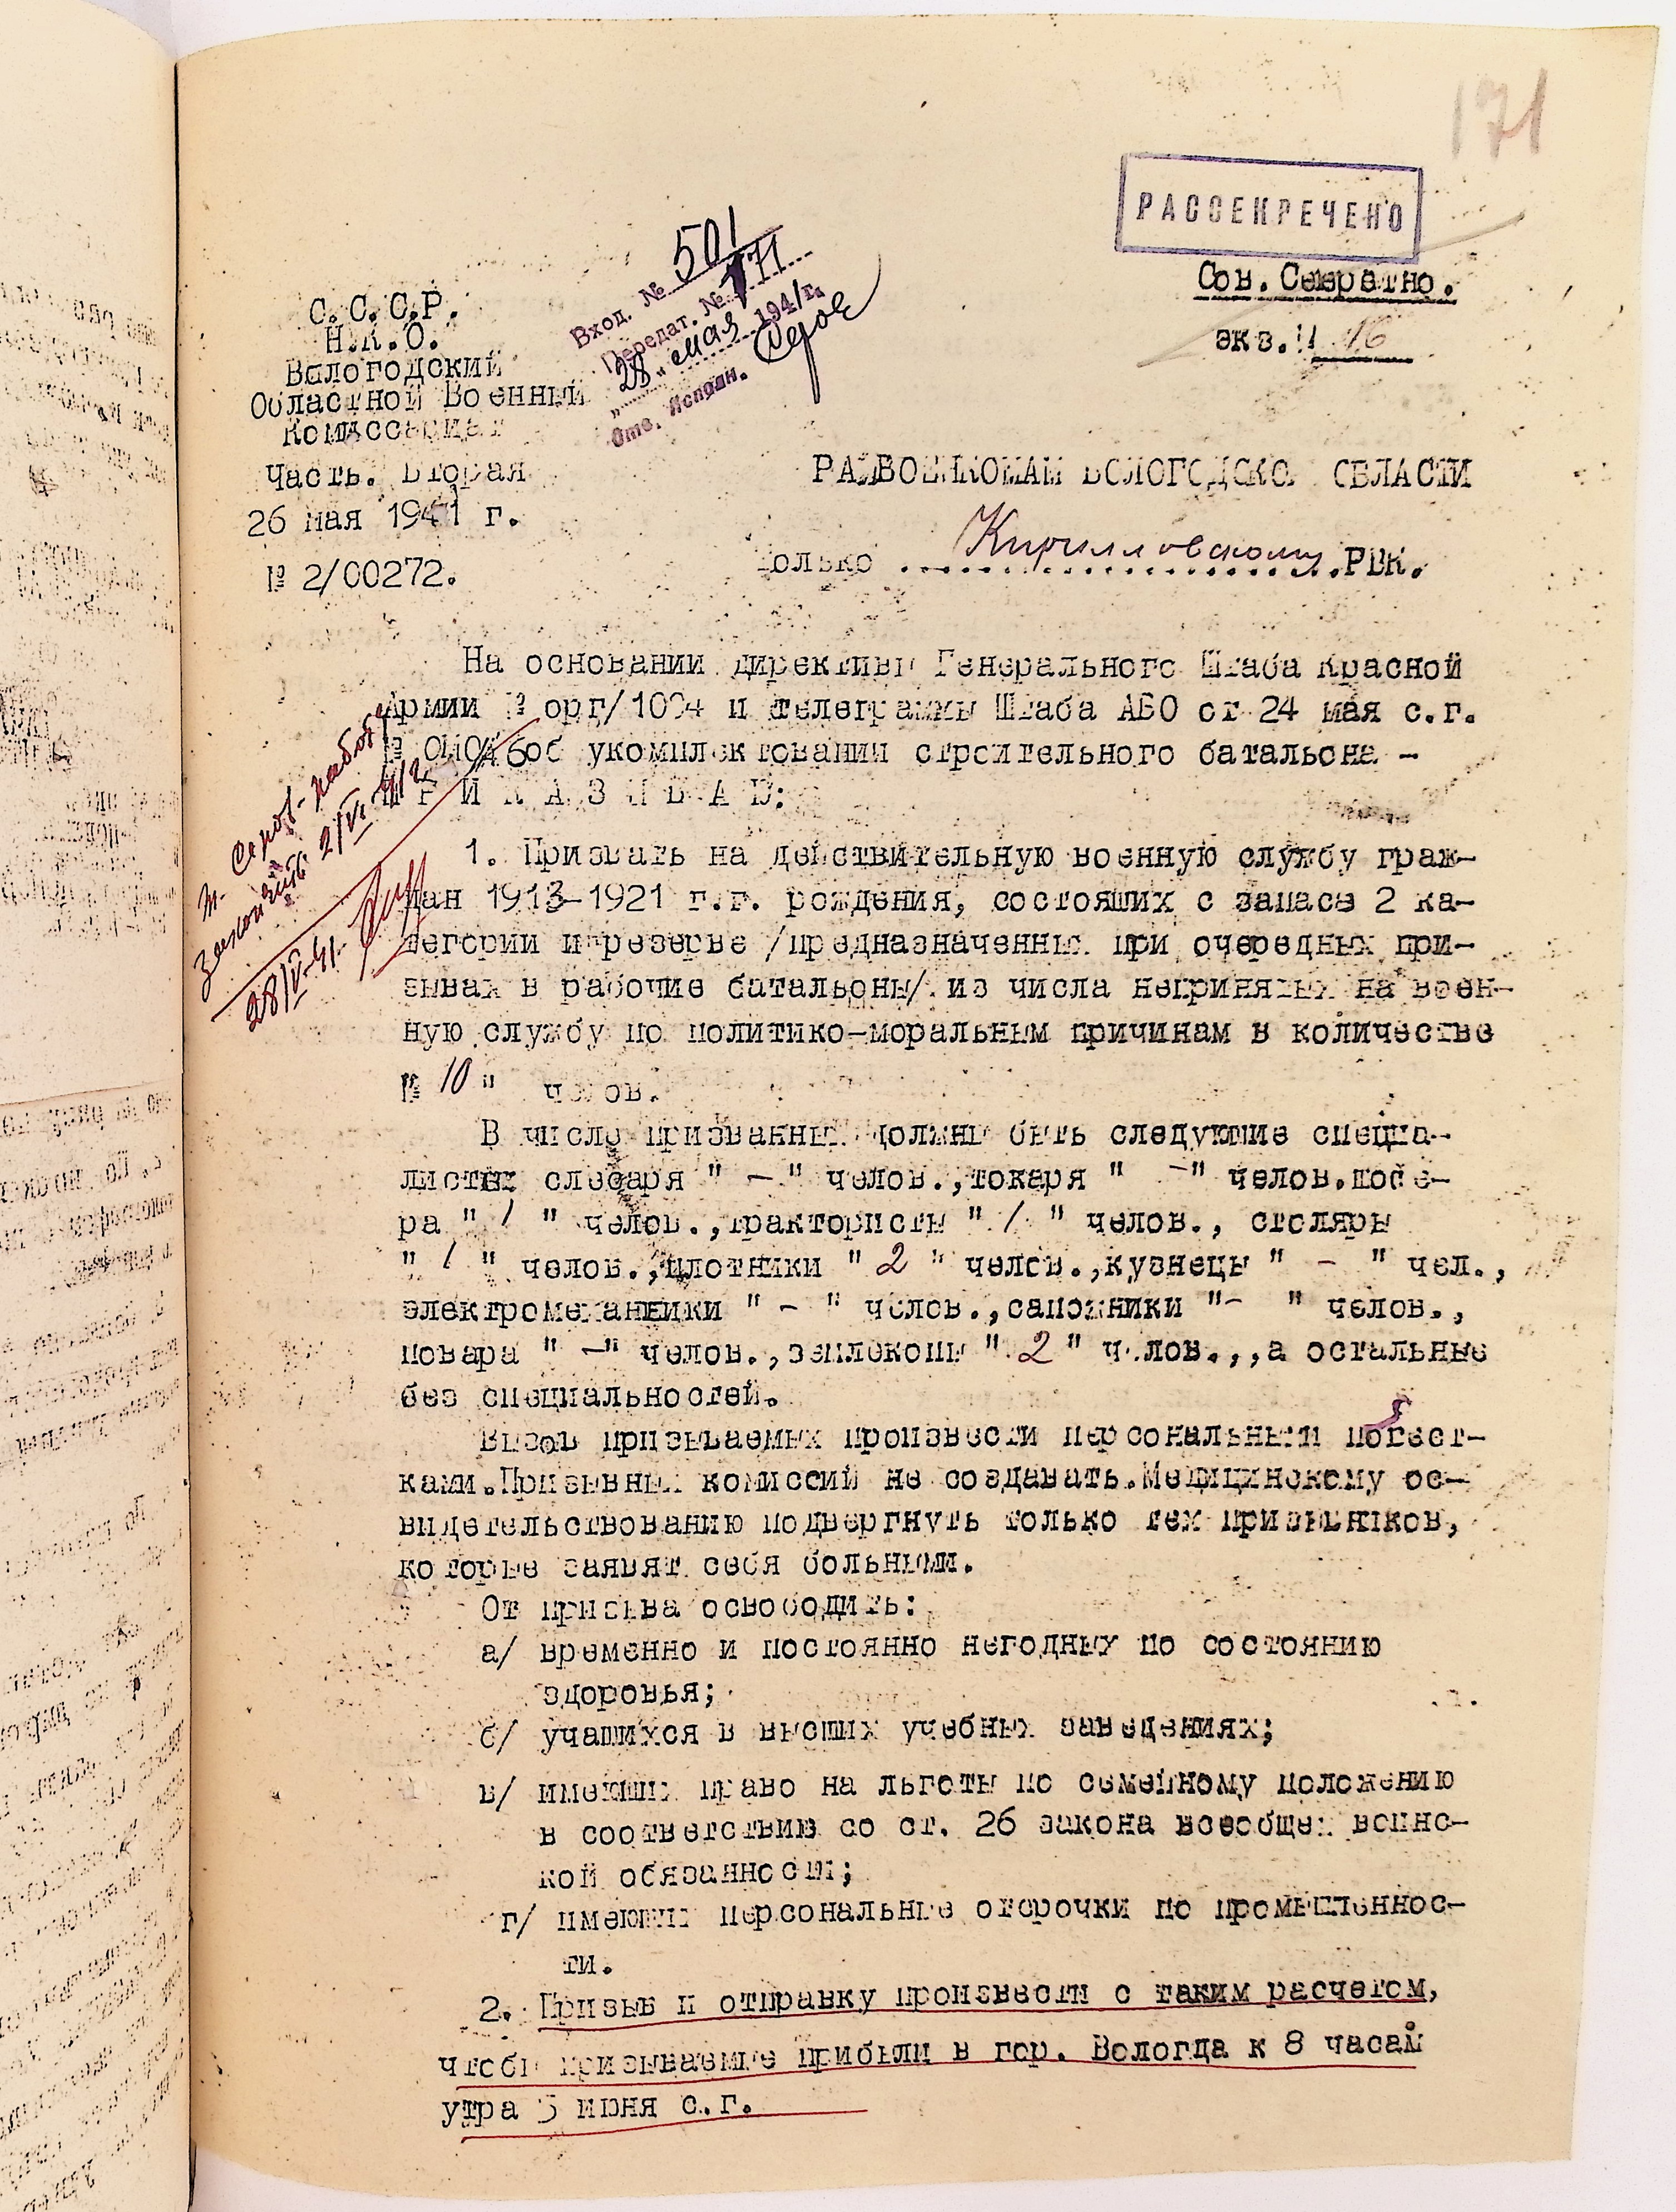 171
РАССЕКРЕЧЕНО
Сов. Секретно.
экз. № 16
Вход. № 501
Передат. № 171
"28" мая 1941 г.
Отв. Исполн.
С.С.С.Р.
Н.К.О.
Вологодский
Областной Военный
Комиссариат
Часть. Вторая
26 мая 1941 г.
№ 2/00272.
РАЙВОЕНКОМАМ ВОЛОГОДСКОЙ ОБЛАСТИ
только Кирилловскому РВК.
На основании директивы Генерального Штаба Красной
Армии № орг/ и телеграммы Штаба АВО от 24 мая с.г.
№ об укомплектовании строительного батальона -
П Р И К А З Ы В А Ю:
т. Серов
28/V-41.
1. Призвать на действительную военную службу граж-
дан 1913-1921 г.г. рождения, состоящих с запаса 2 ка-
тегории и резерве /предназначенных при очередных при-
зывах в рабочие батальоны/ из числа непринятых на воен-
ную службу по политико-моральным причинам в количестве
№ 10 " челов.
В числе призванных должны быть следующие специа-
листы слесаря " - " челов.,токаря " -" челов.шофе-
ра " 1 " челов.,трактористы " 1 " челов., столяры
" 1 " челов.,плотники " 2 " челов.,кузнецы " - " чел.,
электромеханики " - " челов.,сапожники "- " челов.,
повара " -" челов.,землекопы " 2 " челов.,,а остальные
без специальностей.
Вызов призываемых произвести персональными повест-
ками.Призывных комиссий не создавать.Медицинскому ос-
видетельствованию подвергнуть только тех призывников,
которые заявят себя больными.
От призыва освободить:
а/ временно и постоянно негодных по состоянию
здоровья;
б/ учащихся в высших учебных заведениях;
в/ имеющих право на льготы по семейному положению
в соответствии со ст. 26 закона всеобщей воинс-
кой обязанности;
г/ имеющих персональные отсрочки по промышленнос-
ти.
2. Призыв и отправку произвести с таким расчетом,
чтобы призываемые прибыли в гор. Вологда к 8 часам
утра 5 июня с.г.